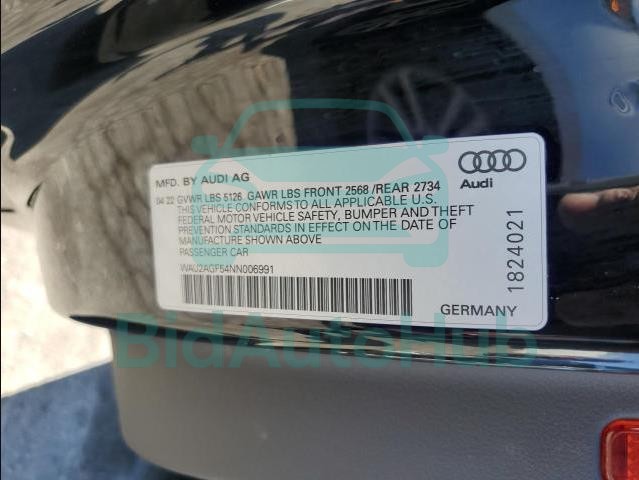 MFD. BY AUDI AG
04/22 GVWR LBS 5126 GAWR LBS FRONT 2568 /REAR 2734
THIS VEHICLE CONFORMS TO ALL APPLICABLE U.S.
FEDERAL MOTOR VEHICLE SAFETY, BUMPER AND THEFT
PREVENTION STANDARDS IN EFFECT ON THE DATE OF
MANUFACTURE SHOWN ABOVE
PASSENGER CAR
WAU2AGF54NN006991
Audi
1824021
GERMANY
BidAutoHub